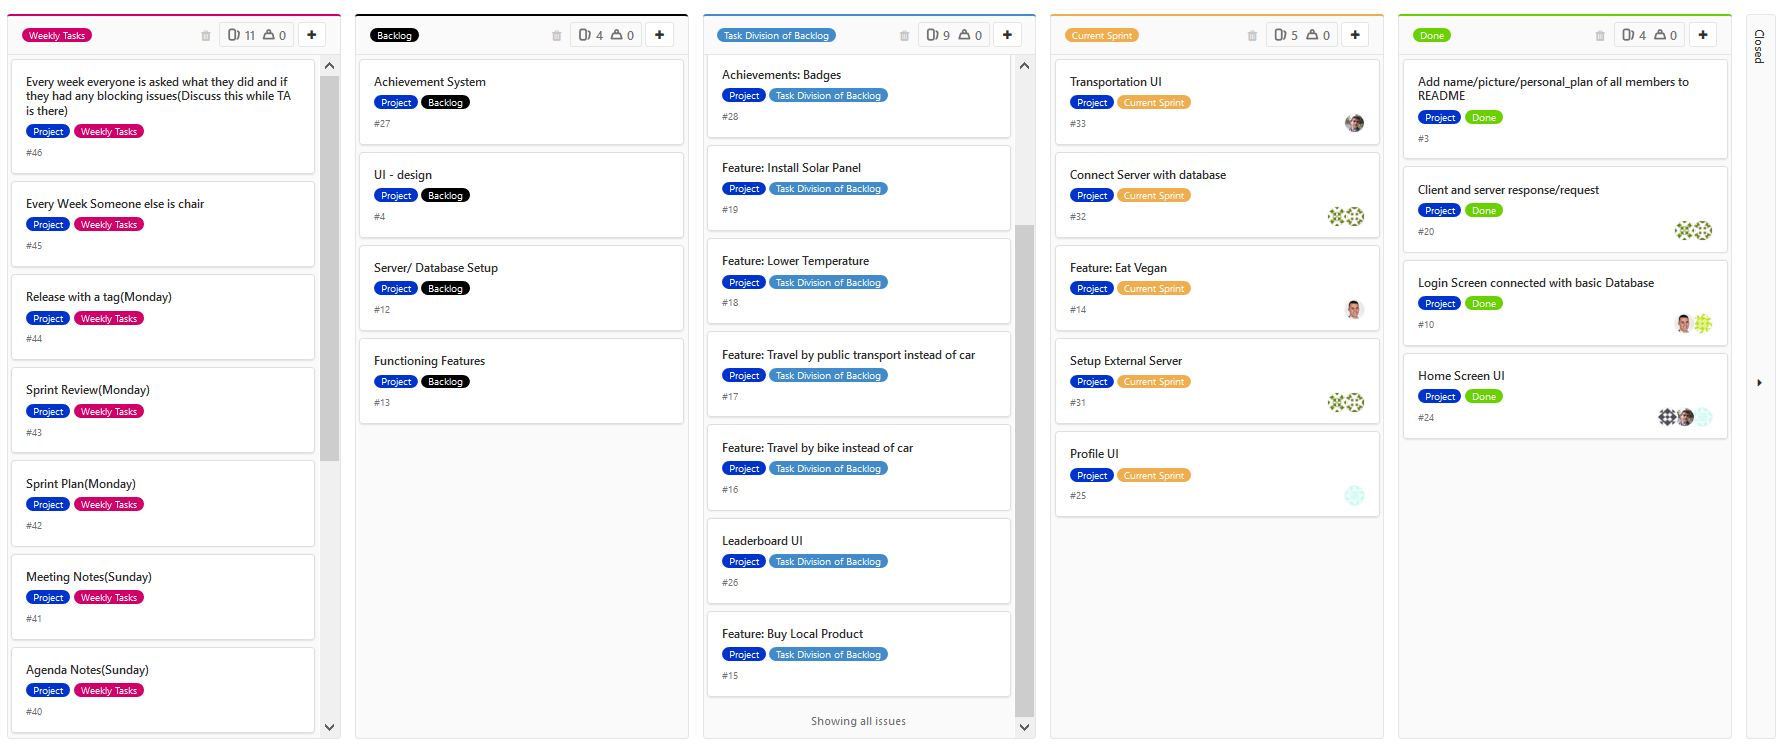 Weekly Tasks
11 0
Every week everyone is asked what they did and if
they had any blocking issues(Discuss this while TA
is there)
Project Weekly Tasks
#46
Every Week Someone else is chair
Project Weekly Tasks
#45
Release with a tag(Monday)
Project Weekly Tasks
#44
Sprint Review(Monday)
Project Weekly Tasks
#43
Sprint Plan(Monday)
Project Weekly Tasks
#42
Meeting Notes(Sunday)
Project Weekly Tasks
#41
Agenda Notes(Sunday)
Project Weekly Tasks
#40
Backlog
4 0
Achievement System
Project Backlog
#27
UI - design
Project Backlog
#4
Server/ Database Setup
Project Backlog
#12
Functioning Features
Project Backlog
#13
Task Division of Backlog
9 0
Achievements: Badges
Project Task Division of Backlog
#28
Feature: Install Solar Panel
Project Task Division of Backlog
#19
Feature: Lower Temperature
Project Task Division of Backlog
#18
Feature: Travel by public transport instead of car
Project Task Division of Backlog
#17
Feature: Travel by bike instead of car
Project Task Division of Backlog
#16
Leaderboard UI
Project Task Division of Backlog
#26
Feature: Buy Local Product
Project Task Division of Backlog
#15
Showing all issues
Current Sprint
5 0
Transportation UI
Project Current Sprint
#33
Connect Server with database
Project Current Sprint
#32
Feature: Eat Vegan
Project Current Sprint
#14
Setup External Server
Project Current Sprint
#31
Profile UI
Project Current Sprint
#25
Done
4 0
Add name/picture/personal_plan of all members to
README
Project Done
#3
Client and server response/request
Project Done
#20
Login Screen connected with basic Database
Project Done
#10
Home Screen UI
Project Done
#24
Closed